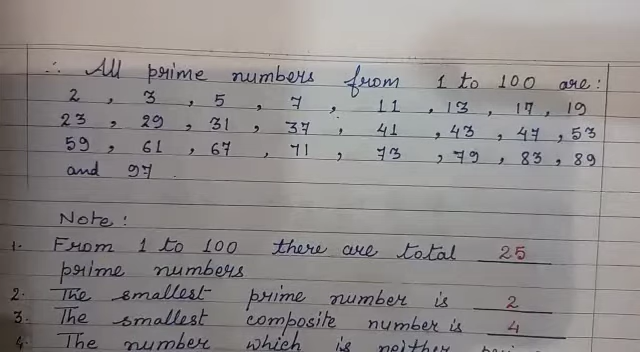 ∴ All prime numbers from 1 to 100 are:
2 , 3 , 5 , 7 , 11 , 13 , 17 , 19
23 , 29 , 31 , 37 , 41 , 43 , 47 , 53
59 , 61 , 67 , 71 , 73 , 79 , 83 , 89
and 97
Note:
1. From 1 to 100 there are total 25
prime numbers
2. The smallest prime number is 2
3. The smallest composite number is 4
4. The number which is neither